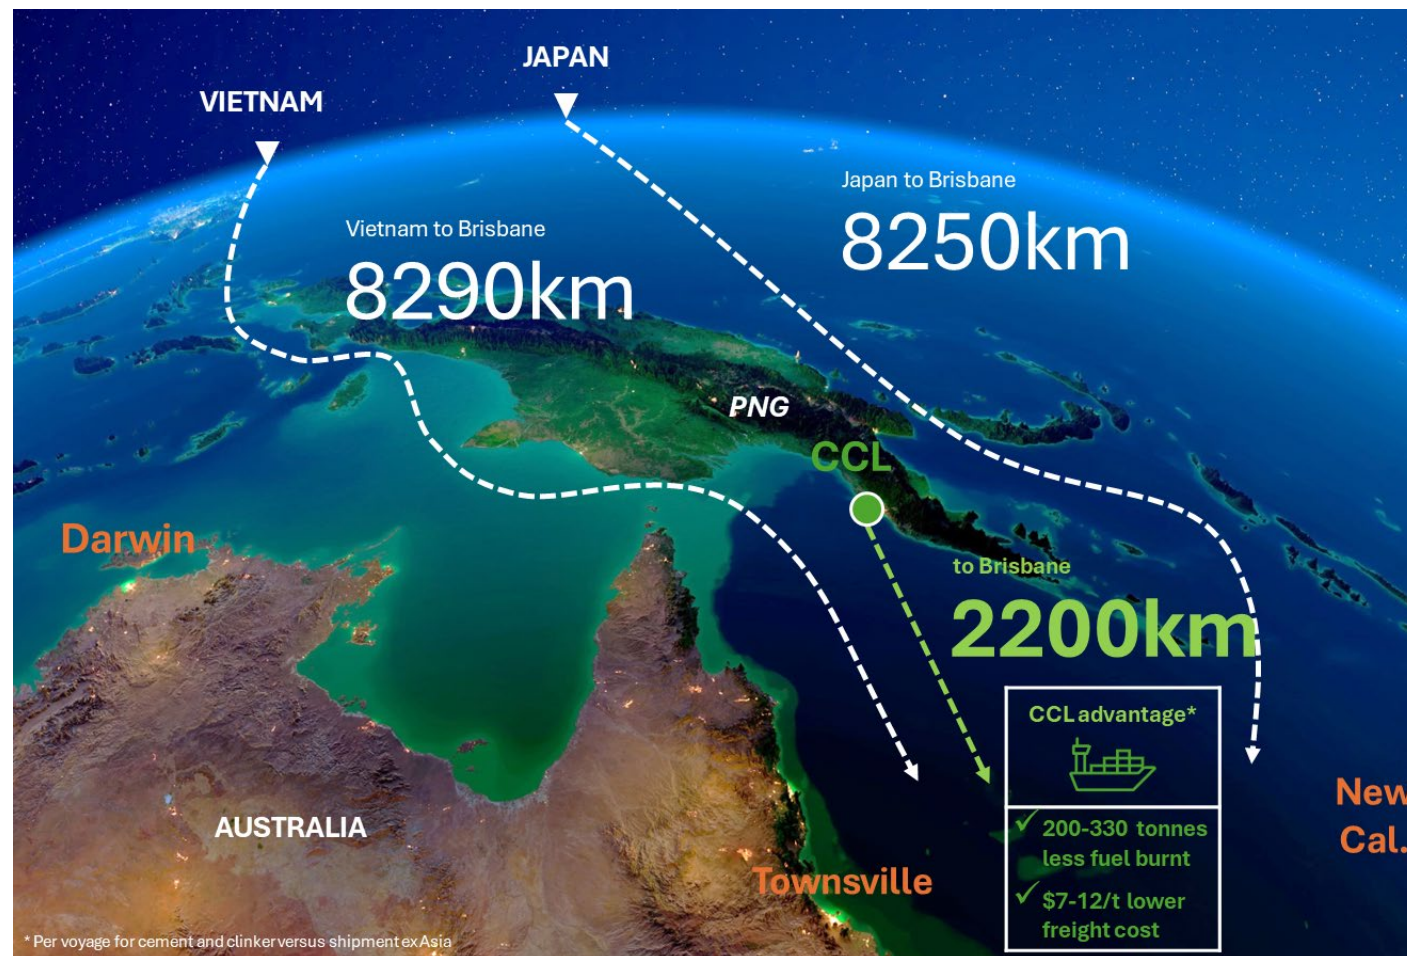 JAPAN
VIETNAM
Japan to Brisbane
8250km
Vietnam to Brisbane
8290km
PNG
CCL
Darwin
to Brisbane
2200km
CCL advantage*
New
Cal.
AUSTRALIA
200-330 tonnes
less fuel burnt
Townsville
$7-12/t lower
freight cost
* Per voyage for cement and clinker versus shipment ex Asia